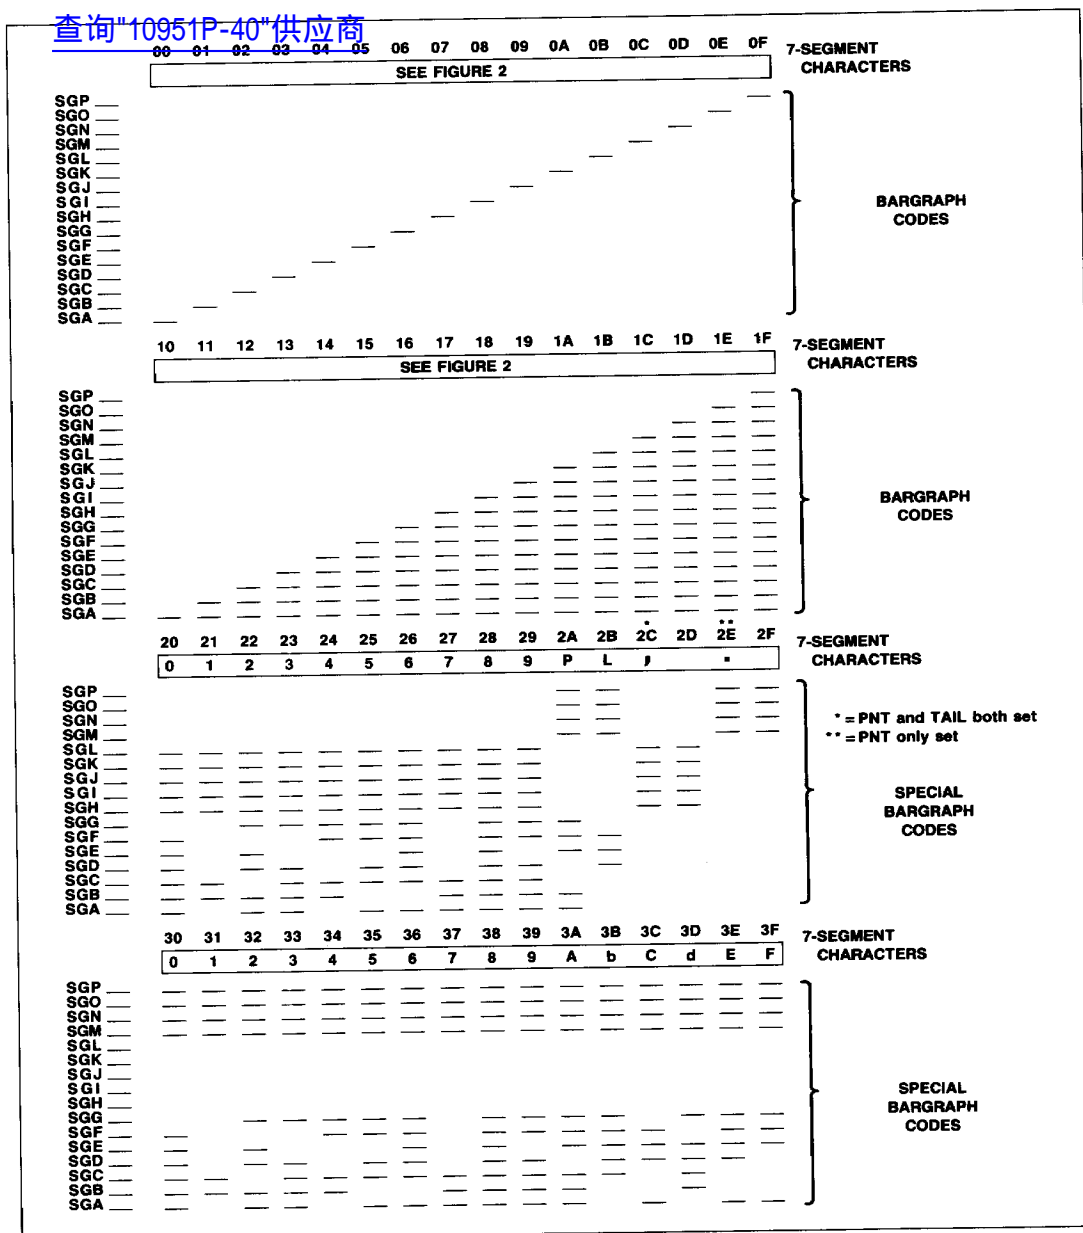 查询"10951P-40"供应商
00 01 02 03 04 05 06 07 08 09 0A 0B 0C 0D 0E 0F 7-SEGMENT
SEE FIGURE 2 CHARACTERS
SGP
SGO
SGN
SGM
SGL
SGK
SGJ
SGI
SGH
SGG
SGF
SGE
SGD
SGC
SGB
SGA
BARGRAPH
CODES
10 11 12 13 14 15 16 17 18 19 1A 1B 1C 1D 1E 1F 7-SEGMENT
SEE FIGURE 2 CHARACTERS
SGP
SGO
SGN
SGM
SGL
SGK
SGJ
SGI
SGH
SGG
SGF
SGE
SGD
SGC
SGB
SGA
BARGRAPH
CODES
* **
20 21 22 23 24 25 26 27 28 29 2A 2B 2C 2D 2E 2F 7-SEGMENT
0 1 2 3 4 5 6 7 8 9 P L , . CHARACTERS
SGP
SGO
SGN
SGM
SGL
SGK
SGJ
SGI
SGH
SGG
SGF
SGE
SGD
SGC
SGB
SGA
* = PNT and TAIL both set
** = PNT only set
SPECIAL
BARGRAPH
CODES
30 31 32 33 34 35 36 37 38 39 3A 3B 3C 3D 3E 3F 7-SEGMENT
0 1 2 3 4 5 6 7 8 9 A b C d E F CHARACTERS
SGP
SGO
SGN
SGM
SGL
SGK
SGJ
SGI
SGH
SGG
SGF
SGE
SGD
SGC
SGB
SGA
SPECIAL
BARGRAPH
CODES